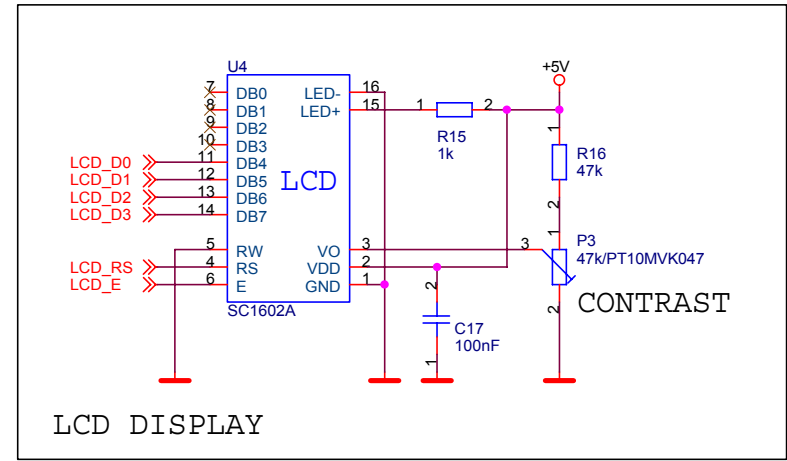 U4
+5V
7 DB0 LED- 16
8 DB1 LED+ 15 1 2
9 DB2
10 DB3
R15
1k
1
R16
47k
2
LCD_D0 11 DB4
LCD_D1 12 DB5
LCD_D2 13 DB6
LCD_D3 14 DB7
LCD
5 RW VO 3 3
LCD_RS 4 RS VDD 2
LCD_E 6 E GND 1
SC1602A
1
P3
47k/PT10MVK047
2
CONTRAST
2
C17
100nF
1
LCD DISPLAY